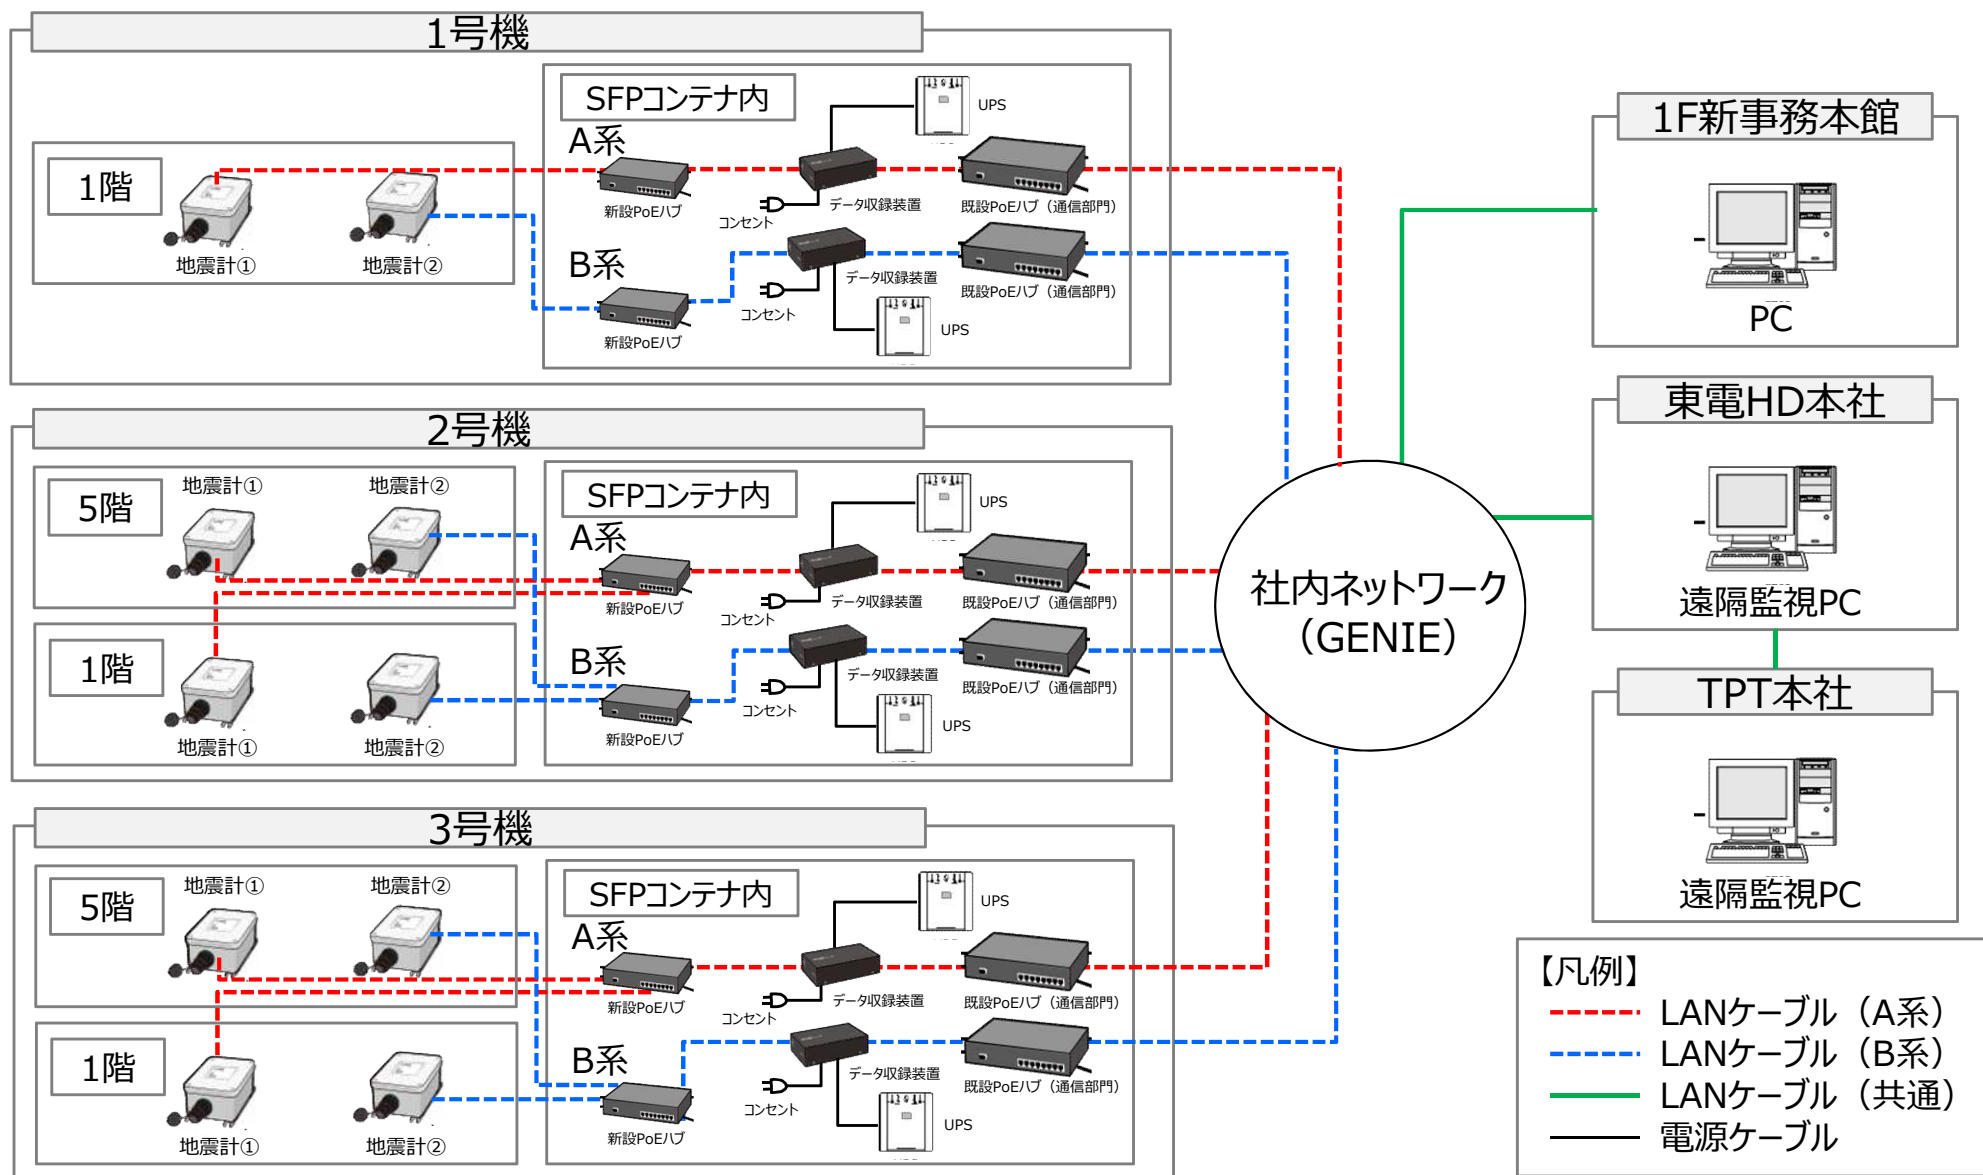 1号機
SFPコンテナ内
UPS
A系
1階
新設PoEハブ
コンセント
データ収録装置
既設PoEハブ（通信部門）
地震計①
地震計②
B系
データ収録装置
既設PoEハブ（通信部門）
コンセント
新設PoEハブ
UPS
2号機
5階
地震計①
地震計②
SFPコンテナ内
UPS
A系
新設PoEハブ
コンセント
データ収録装置
既設PoEハブ（通信部門）
1階
B系
データ収録装置
既設PoEハブ（通信部門）
コンセント
新設PoEハブ
UPS
地震計①
地震計②
3号機
5階
地震計①
地震計②
SFPコンテナ内
UPS
A系
新設PoEハブ
コンセント
データ収録装置
既設PoEハブ（通信部門）
1階
B系
データ収録装置
既設PoEハブ（通信部門）
コンセント
新設PoEハブ
UPS
地震計①
地震計②
社内ネットワーク
（GENIE）
1F新事務本館
PC
東電HD本社
遠隔監視PC
TPT本社
遠隔監視PC
【凡例】
LANケーブル（A系）
LANケーブル（B系）
LANケーブル（共通）
電源ケーブル